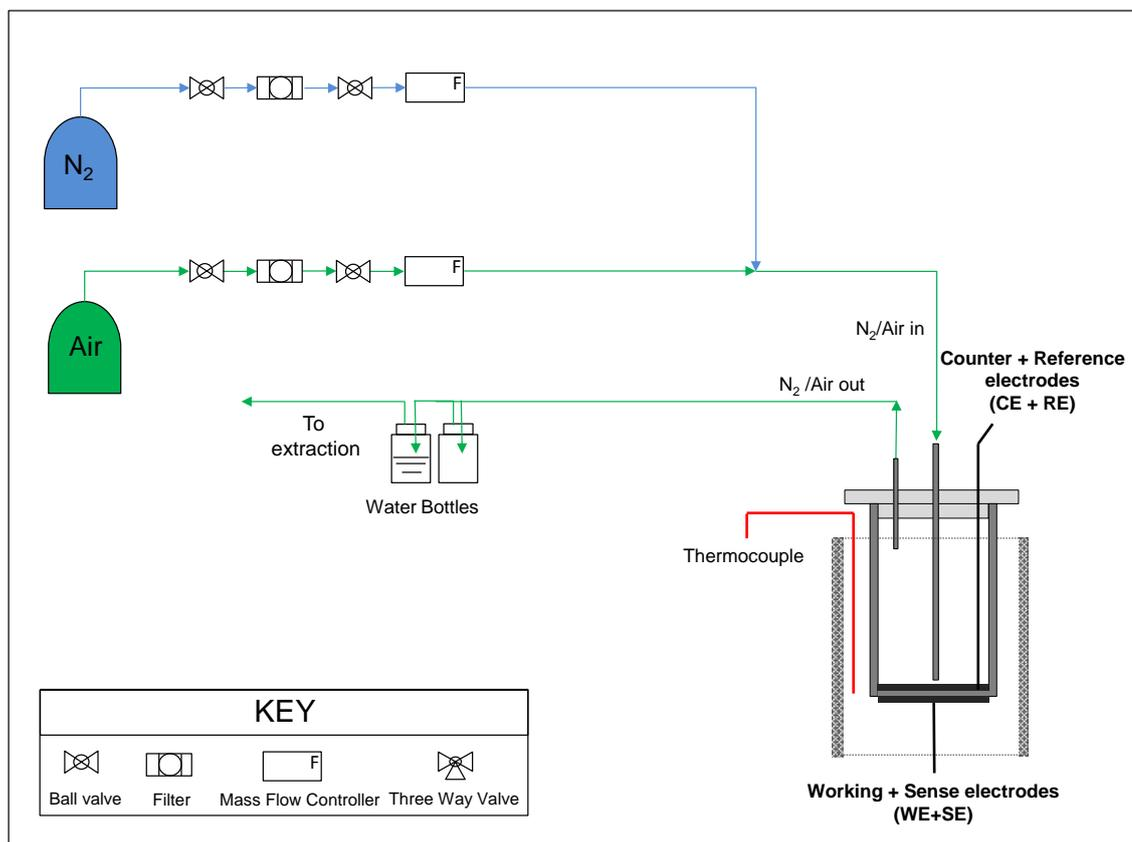 F
N2
F
Air
N2/Air in
Counter + Reference
electrodes
(CE + RE)
N2 /Air out
To
extraction
Water Bottles
Thermocouple
KEY
F
Ball valve
Filter
Mass Flow Controller
Three Way Valve
Working + Sense electrodes
(WE+SE)